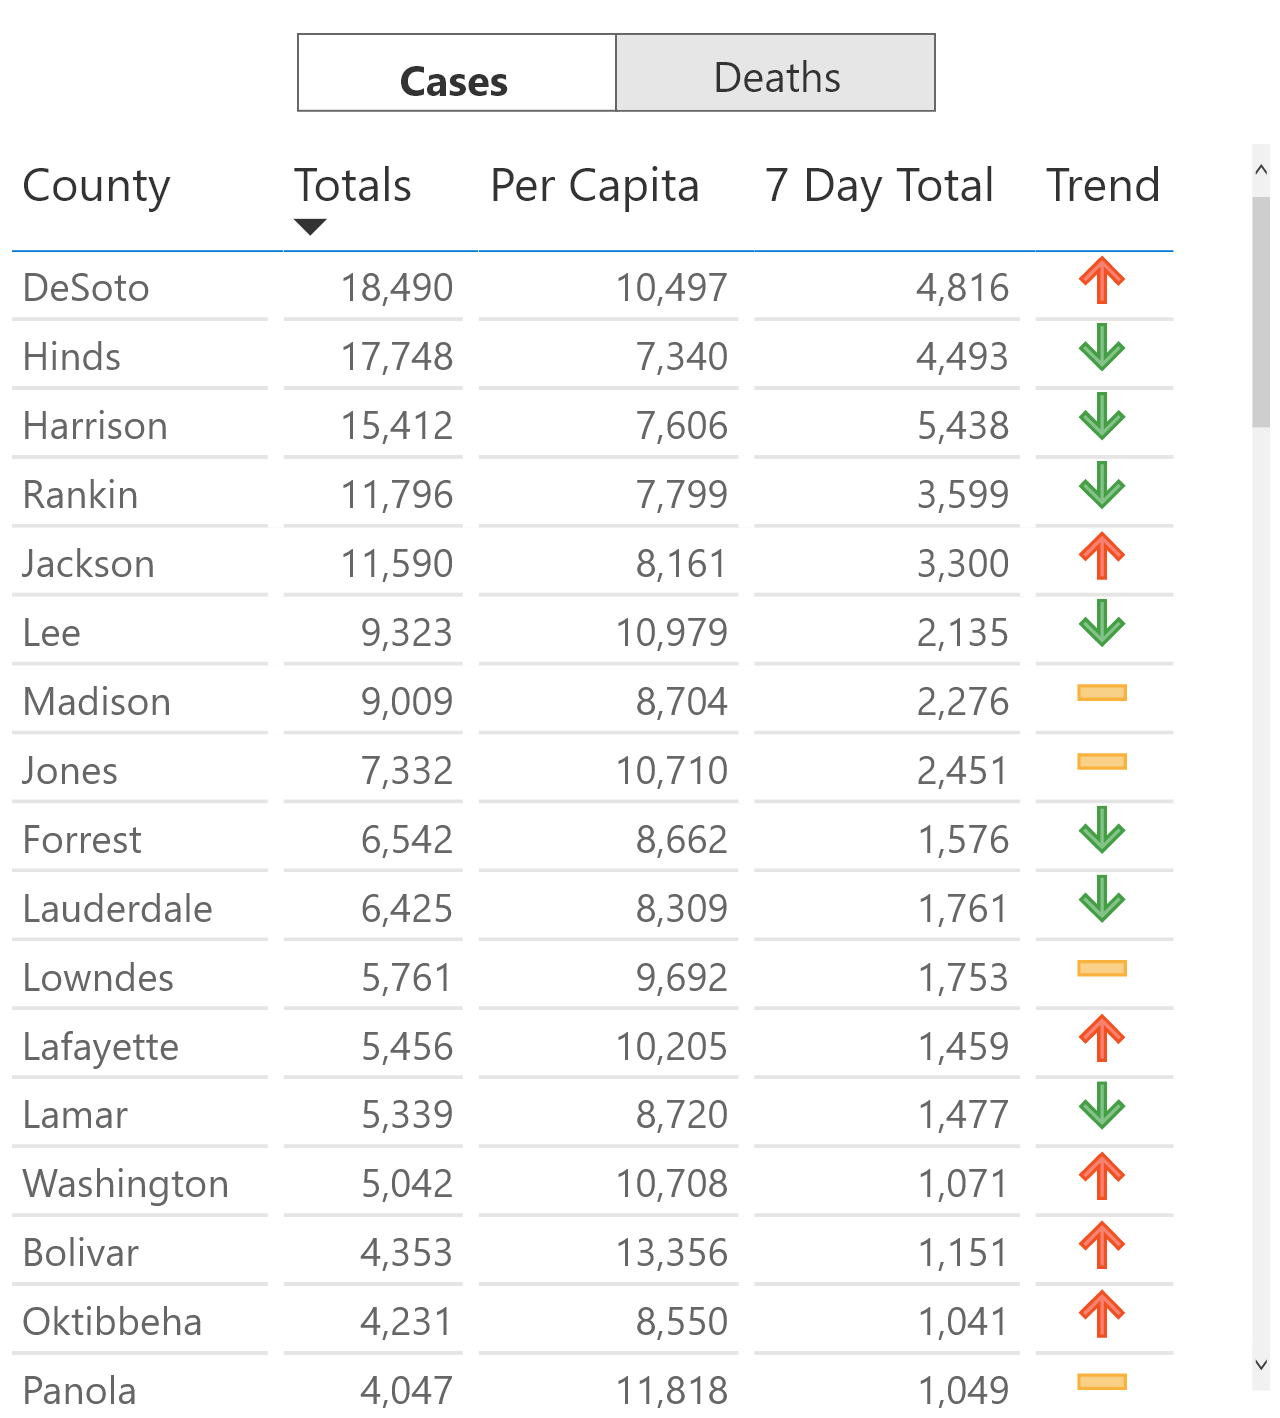 Cases Deaths
County Totals Per Capita 7 Day Total Trend
DeSoto 18,490 10,497 4,816
Hinds 17,748 7,340 4,493
Harrison 15,412 7,606 5,438
Rankin 11,796 7,799 3,599
Jackson 11,590 8,161 3,300
Lee 9,323 10,979 2,135
Madison 9,009 8,704 2,276
Jones 7,332 10,710 2,451
Forrest 6,542 8,662 1,576
Lauderdale 6,425 8,309 1,761
Lowndes 5,761 9,692 1,753
Lafayette 5,456 10,205 1,459
Lamar 5,339 8,720 1,477
Washington 5,042 10,708 1,071
Bolivar 4,353 13,356 1,151
Oktibbeha 4,231 8,550 1,041
Panola 4,047 11,818 1,049